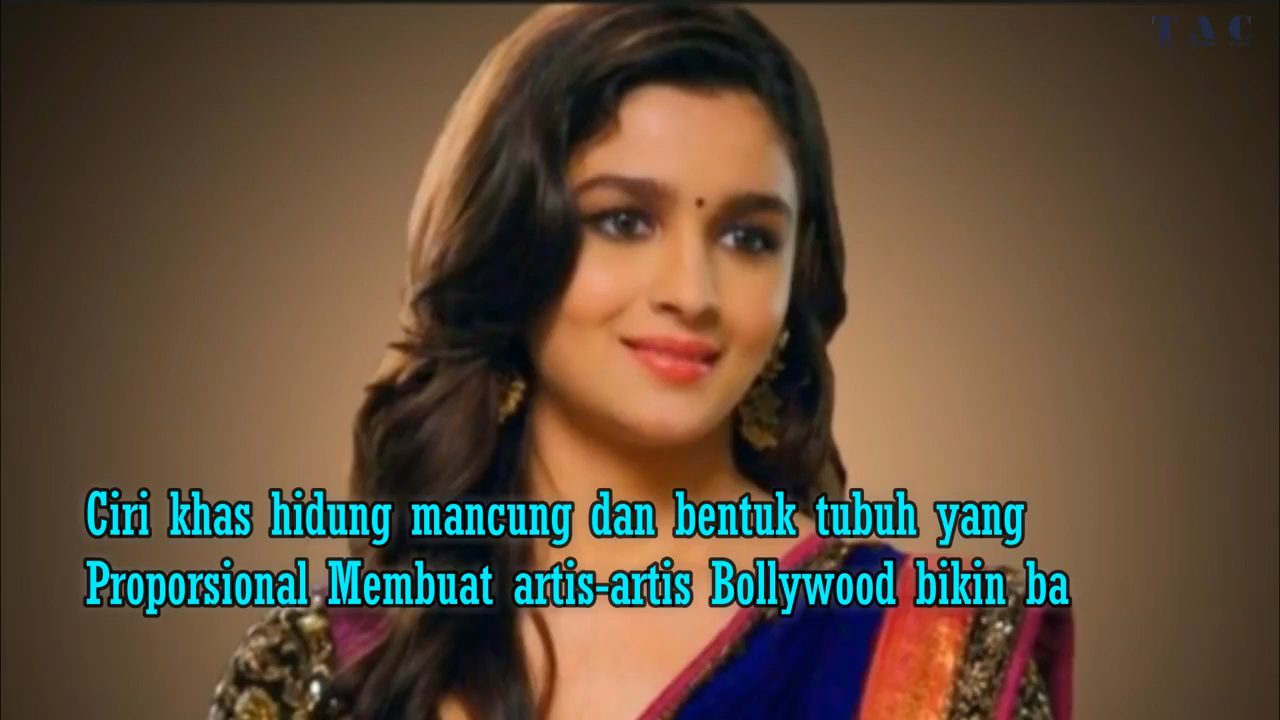 TAC
Ciri khas hidung mancung dan bentuk tubuh yang
Proporsional Membuat artis-artis Bollywood bikin ba